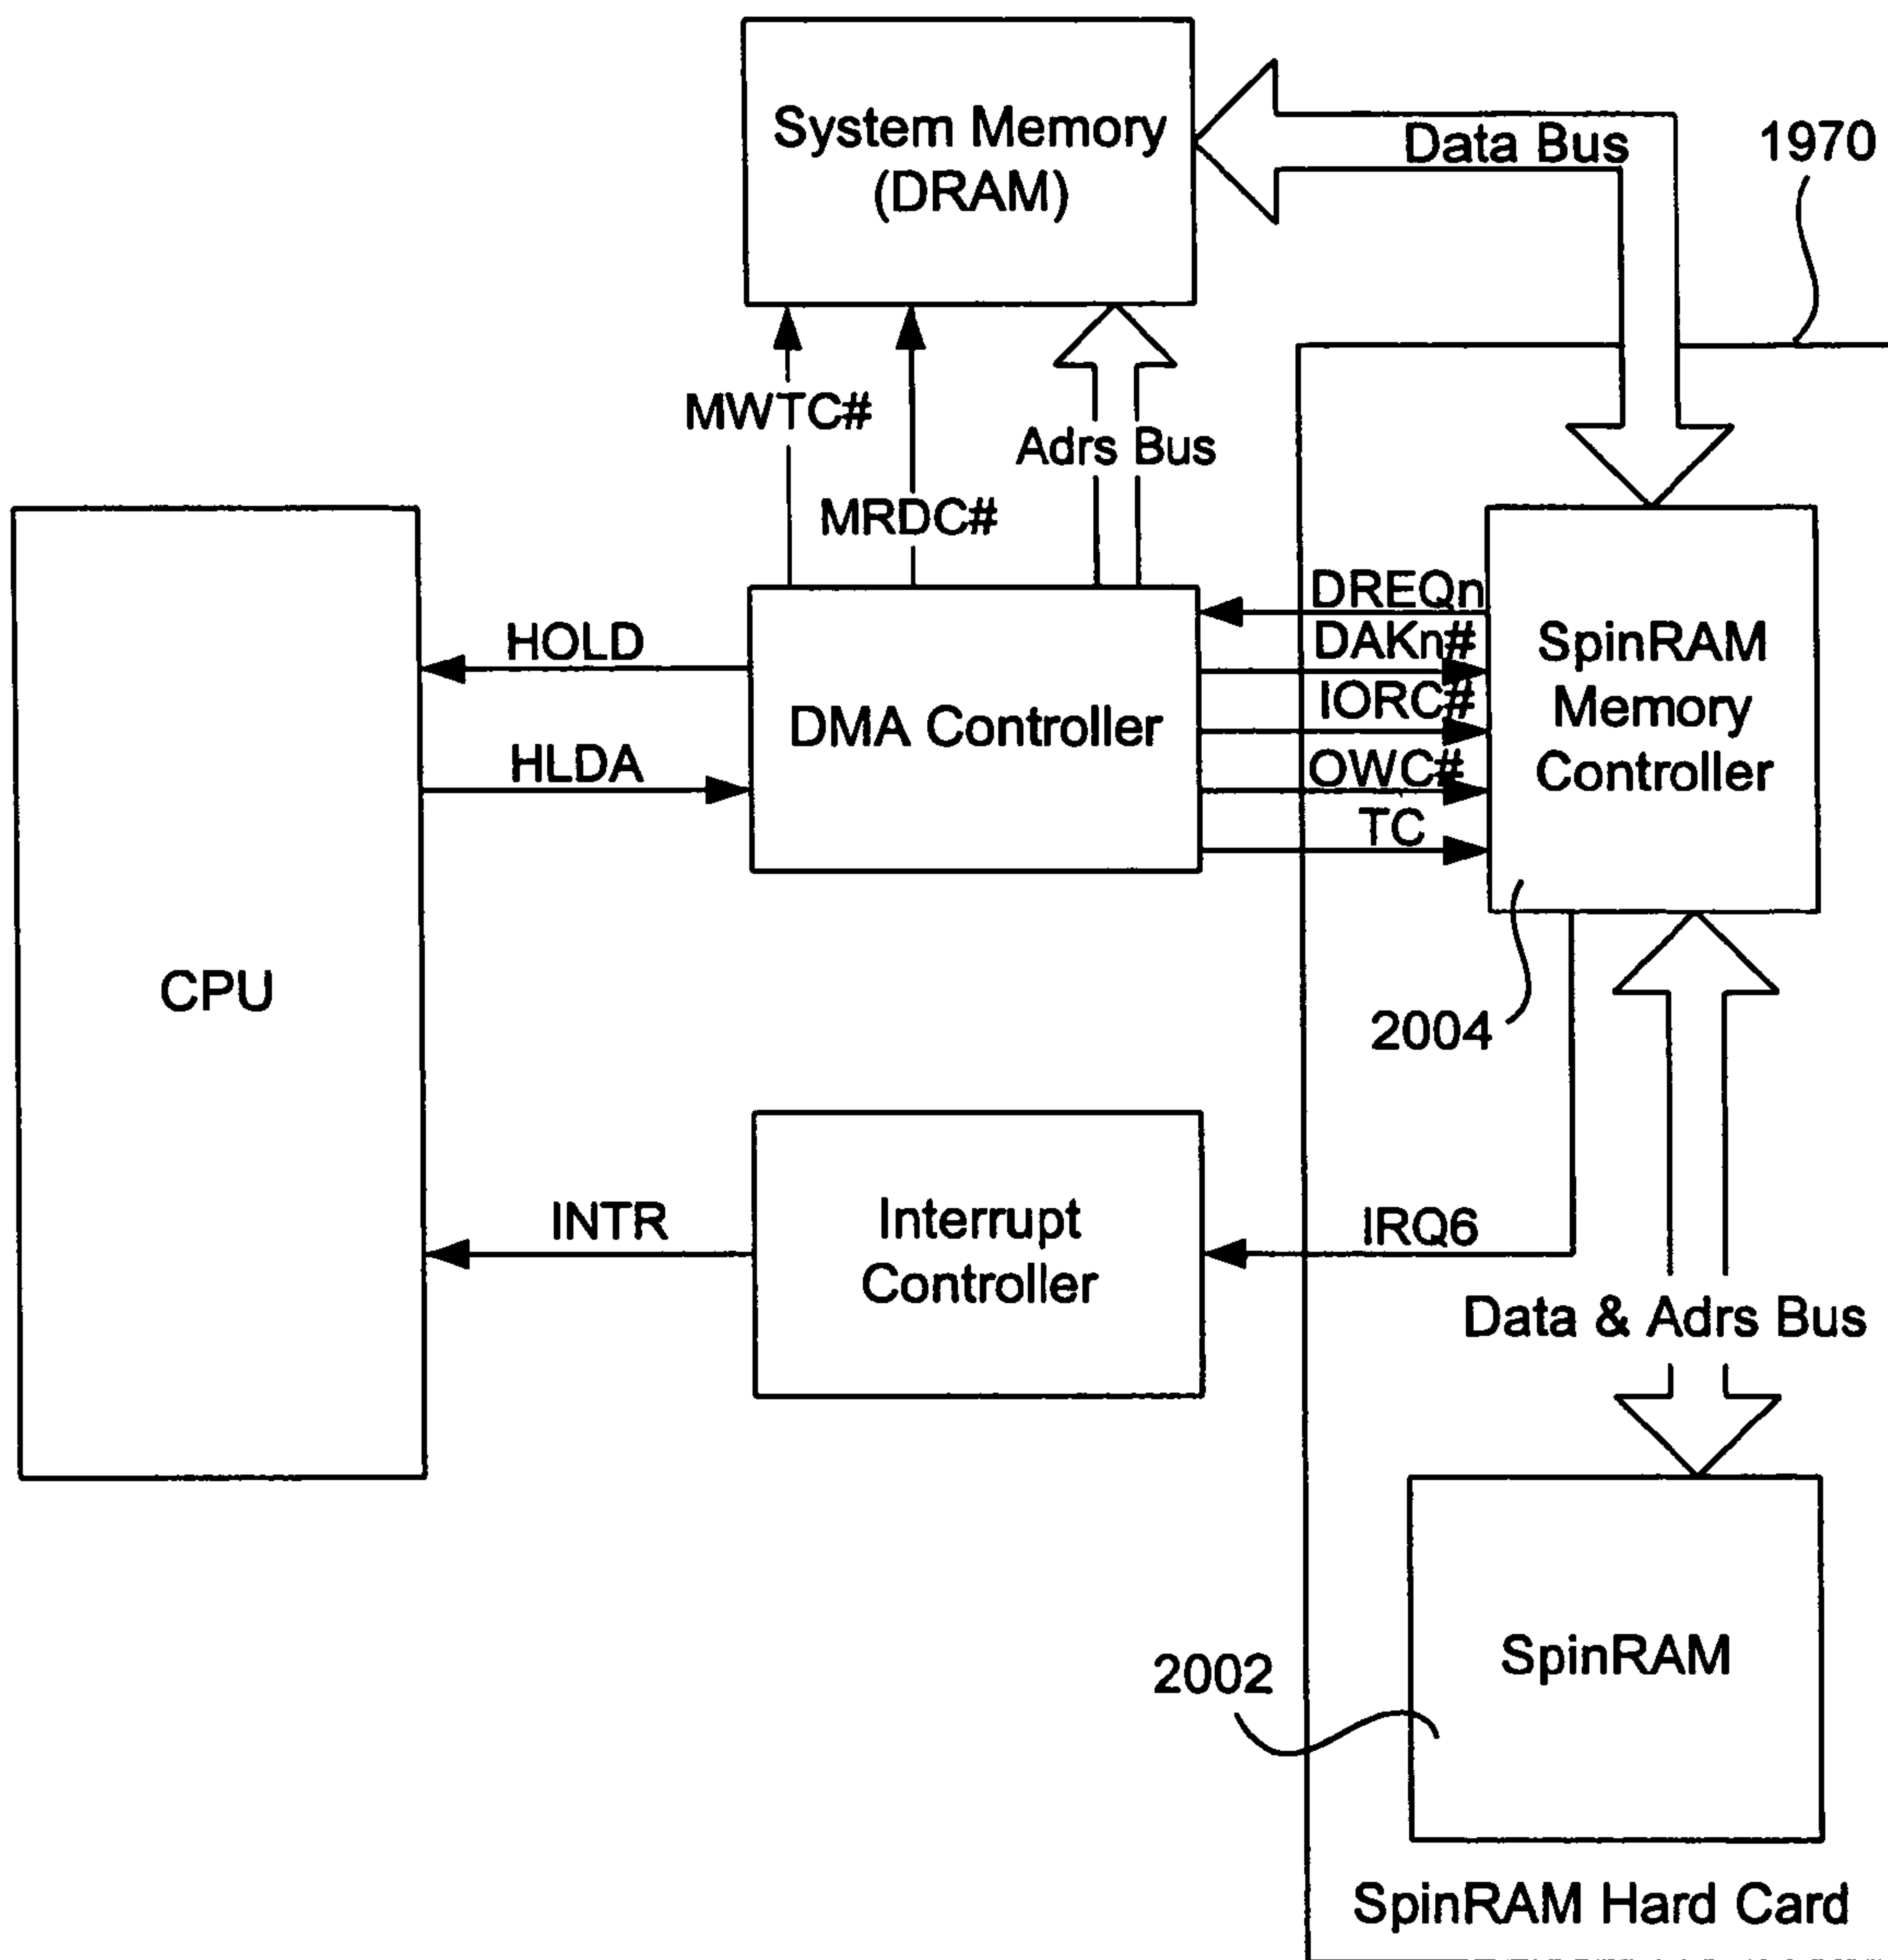 System Memory
(DRAM)
Data Bus
1970
MWTC#
Adrs Bus
MRDC#
DREQn
DAKn#
IORC#
OWC#
TC
HOLD
HLDA
DMA Controller
SpinRAM
Memory
Controller
CPU
2004
INTR
Interrupt
Controller
IRQ6
Data & Adrs Bus
2002
SpinRAM
SpinRAM Hard Card